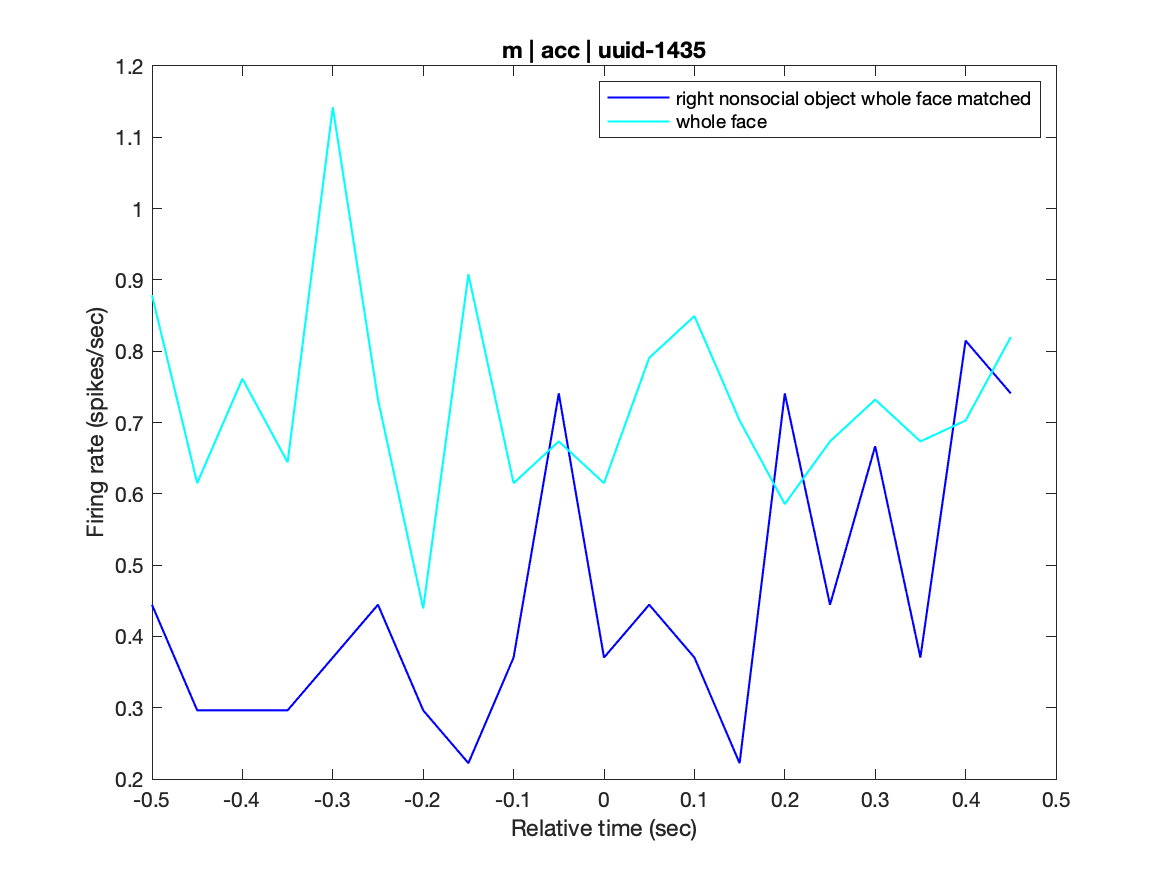 m | acc | uuid-1435
right nonsocial object whole face matched
whole face
1.2
1.1
1
0.9
0.8
0.7
0.6
0.5
0.4
0.3
0.2
Firing rate (spikes/sec)
-0.5 -0.4 -0.3 -0.2 -0.1 0 0.1 0.2 0.3 0.4 0.5
Relative time (sec)